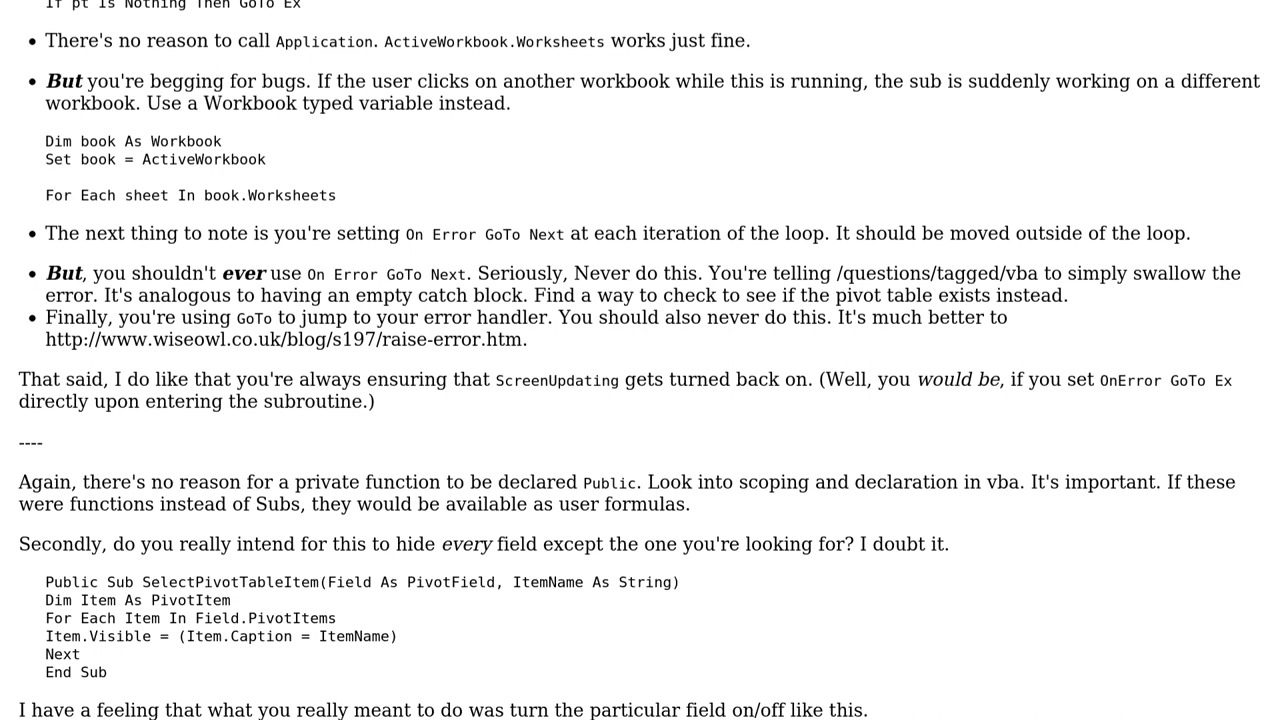 If pt Is Nothing Then GoTo Ex
• There's no reason to call Application. ActiveWorkbook.Worksheets works just fine.
• But you're begging for bugs. If the user clicks on another workbook while this is running, the sub is suddenly working on a different
workbook. Use a Workbook typed variable instead.
Dim book As Workbook
Set book = ActiveWorkbook
For Each sheet In book.Worksheets
• The next thing to note is you're setting On Error GoTo Next at each iteration of the loop. It should be moved outside of the loop.
• But, you shouldn't ever use On Error GoTo Next. Seriously, Never do this. You're telling /questions/tagged/vba to simply swallow the
error. It's analogous to having an empty catch block. Find a way to check to see if the pivot table exists instead.
• Finally, you're using GoTo to jump to your error handler. You should also never do this. It's much better to
http://www.wiseowl.co.uk/blog/s197/raise-error.htm.
That said, I do like that you're always ensuring that ScreenUpdating gets turned back on. (Well, you would be, if you set OnError GoTo Ex
directly upon entering the subroutine.)
----
Again, there's no reason for a private function to be declared Public. Look into scoping and declaration in vba. It's important. If these
were functions instead of Subs, they would be available as user formulas.
Secondly, do you really intend for this to hide every field except the one you're looking for? I doubt it.
Public Sub SelectPivotTableItem(Field As PivotField, ItemName As String)
Dim Item As PivotItem
For Each Item In Field.PivotItems
Item.Visible = (Item.Caption = ItemName)
Next
End Sub
I have a feeling that what you really meant to do was turn the particular field on/off like this.